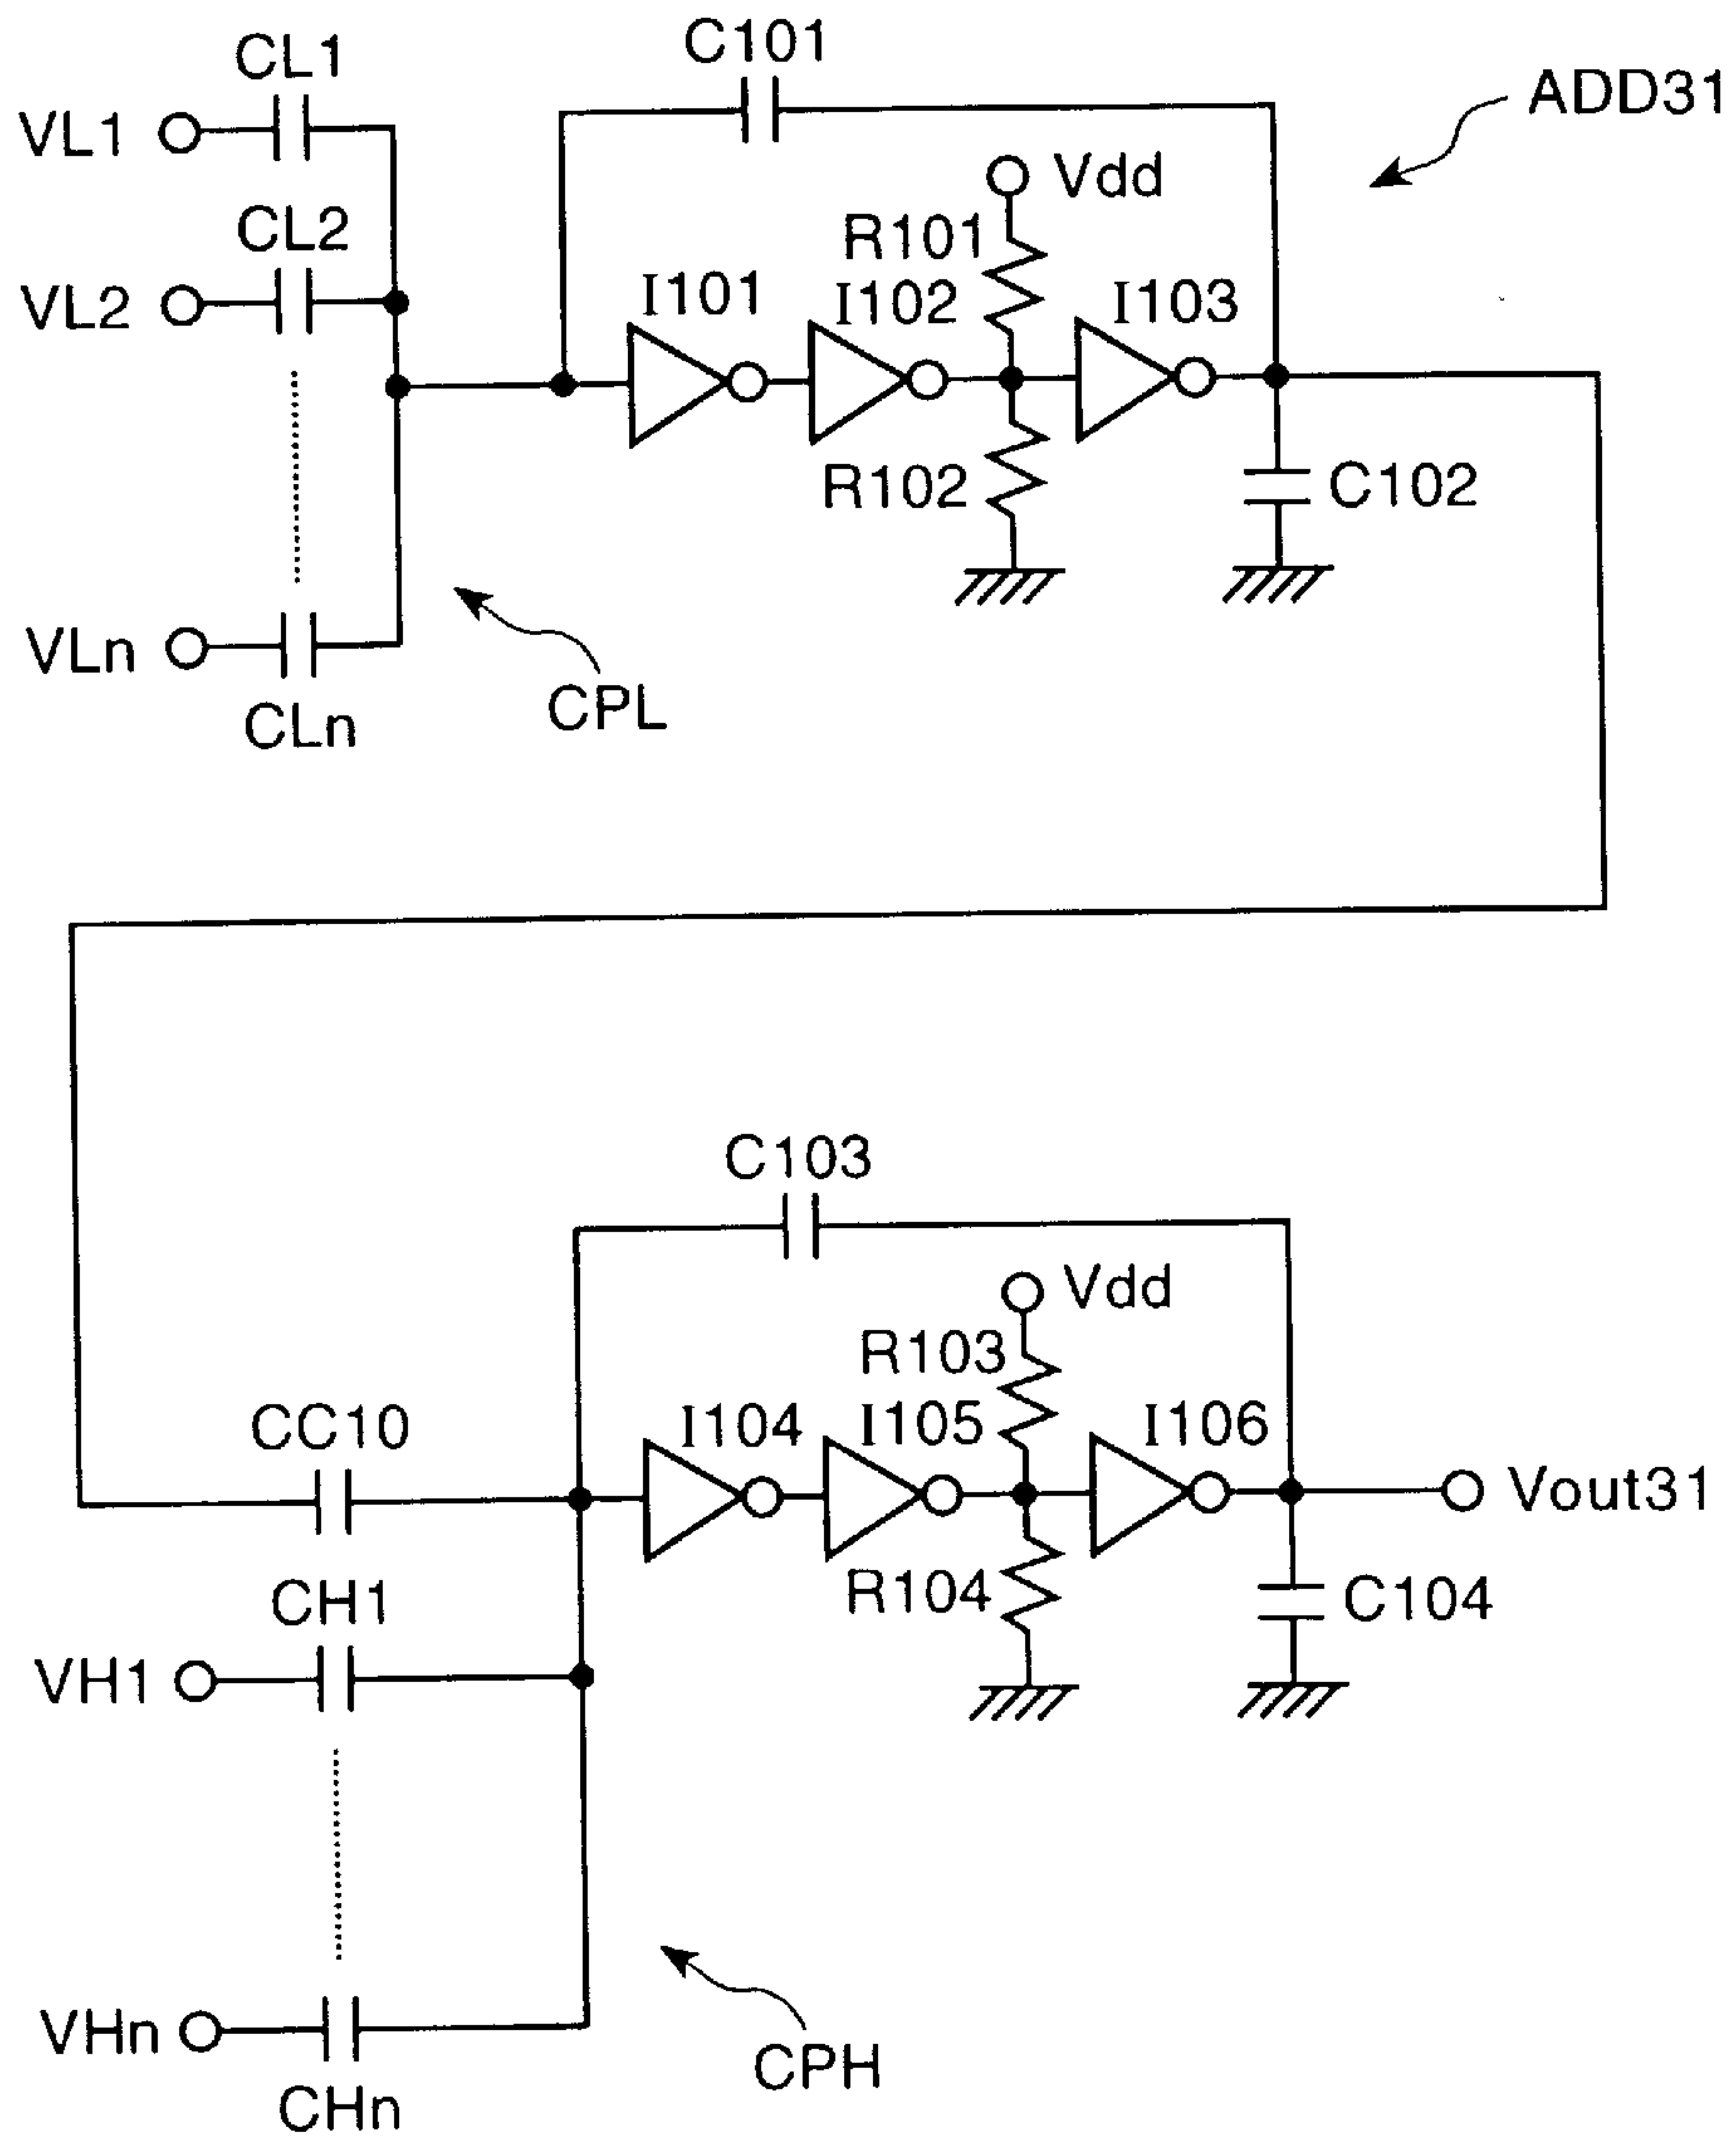 CL1
C101
ADD31
VL1
Vdd
CL2
R101
I101
I102
I103
VL2
R102
C102
VLn
CPL
CLn
C103
Vdd
R103
CC10
I104
I105
I106
Vout31
CH1
R104
C104
VH1
VHn
CPH
CHn